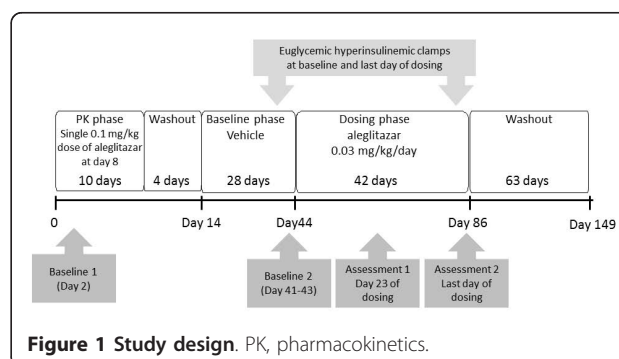 Euglycemic hyperinsulinemic clamps
at baseline and last day of dosing
PK phase
Single 0.1 mg/kg
dose of aleglitazar
at day 8
10 days
Washout
4 days
Baseline phase
Vehicle
28 days
Dosing phase
aleglitazar
0.03 mg/kg/day
42 days
Washout
63 days
0
Day 14
Day44
Day 86
Day 149
Baseline 1
(Day 2)
Baseline 2
(Day 41-43)
Assessment 1
Day 23 of
dosing
Assessment 2
Last day of
dosing
Figure 1 Study design. PK, pharmacokinetics.